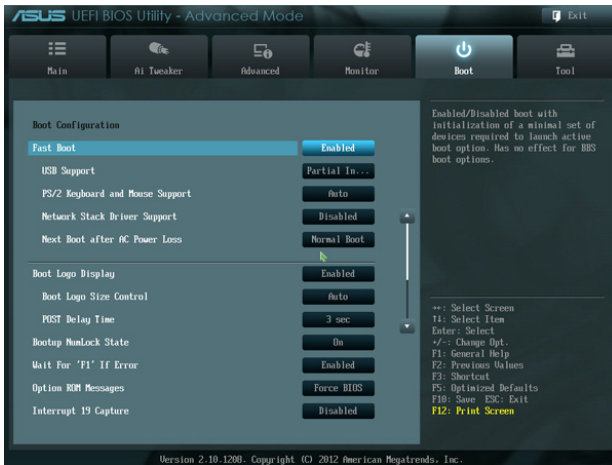 ASUS UEFI BIOS Utility - Advanced Mode
Exit
Main
Ai Tweaker
Advanced
Monitor
Boot
Tool
Boot Configuration
Fast Boot Enabled
USB Support Partial In...
PS/2 Keyboard and Mouse Support Auto
Network Stack Driver Support Disabled
Next Boot after AC Power Loss Normal Boot
Boot Logo Display Enabled
Boot Logo Size Control Auto
POST Delay Time 3 sec
Bootup NumLock State On
Wait For 'F1' If Error Enabled
Option ROM Messages Force BIOS
Interrupt 19 Capture Disabled
Enabled/Disabled boot with
initialization of a minimal set of
devices required to launch active
boot option. Has no effect for BBS
boot options.
→←: Select Screen
↑↓: Select Item
Enter: Select
+/-: Change Opt.
F1: General Help
F2: Previous Values
F3: Shortcut
F5: Optimized Defaults
F10: Save ESC: Exit
F12: Print Screen
Version 2.10.1208. Copyright (C) 2012 American Megatrends, Inc.